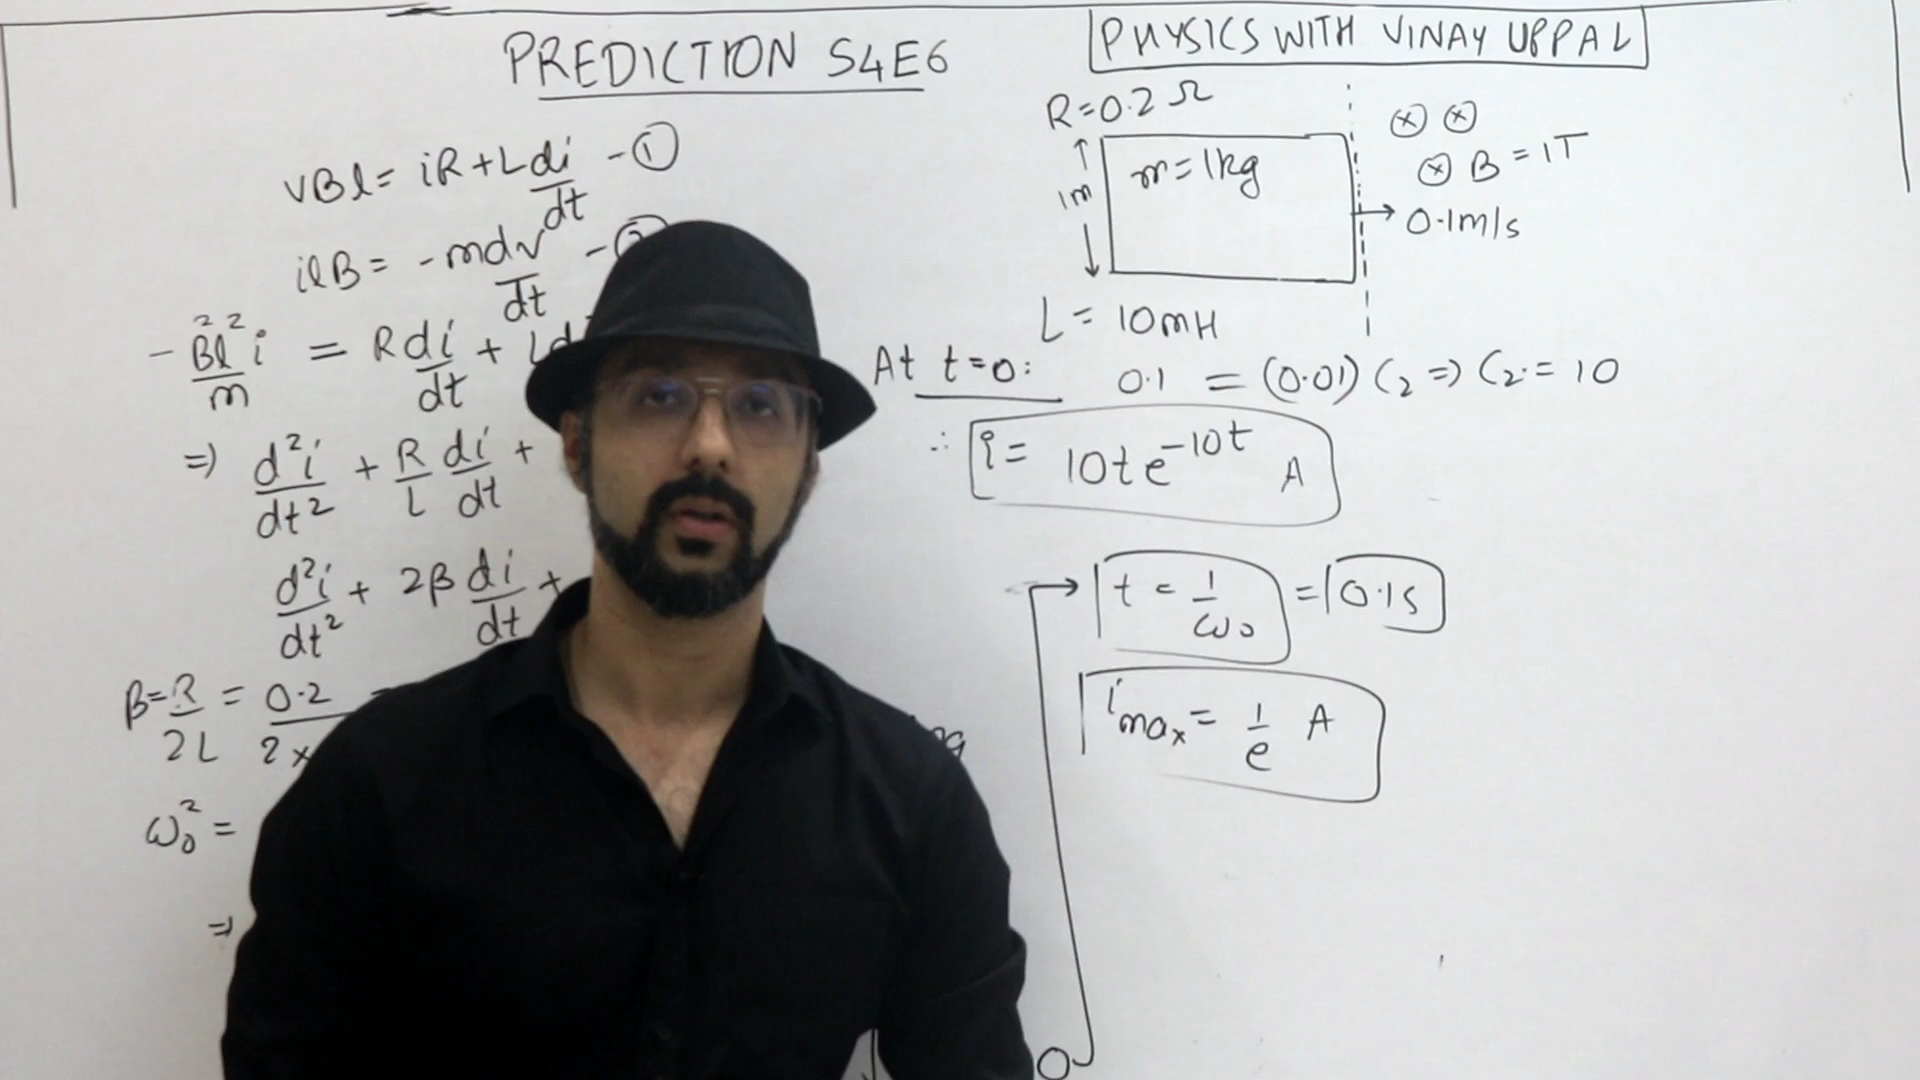 PREDICTION S4E6
PHYSICS WITH VINAY UPPAL
vBl = iR + L di/dt - ①
ilB = -m dv/dt -
- B²l²/m i = R di/dt + L
=) d²i/dt² + R/L di/dt +
d²i/dt² + 2β di/dt +
β = R/2L = 0.2/2×
ω₀² =
=)
R = 0.2 Ω
m = 1kg
1m
⊗ ⊗
⊗ B = 1T
→ 0.1m/s
L = 10mH
At t=0: 0.1 = (0.01) C₂ =) C₂ = 10
∴ i = 10te^-10t A
→ t = 1/ω₀ = 0.1s
imax = 1/e A